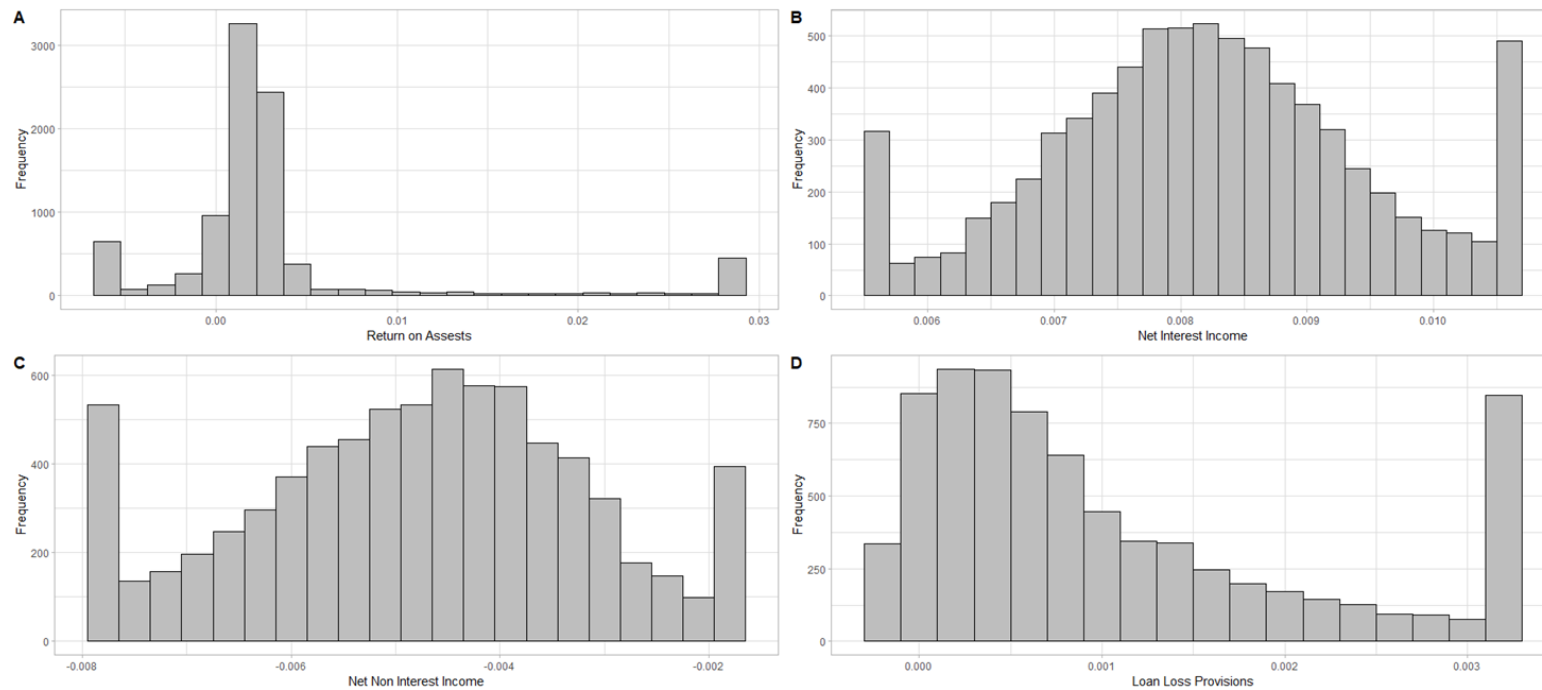 A
Frequency
3000
2000
1000
0
0.00 0.01 0.02 0.03
Return on Assests
B
Frequency
500
400
300
200
100
0
0.006 0.007 0.008 0.009 0.010
Net Interest Income
C
Frequency
600
400
200
0
-0.008 -0.006 -0.004 -0.002
Net Non Interest Income
D
Frequency
750
500
250
0
0.000 0.001 0.002 0.003
Loan Loss Provisions